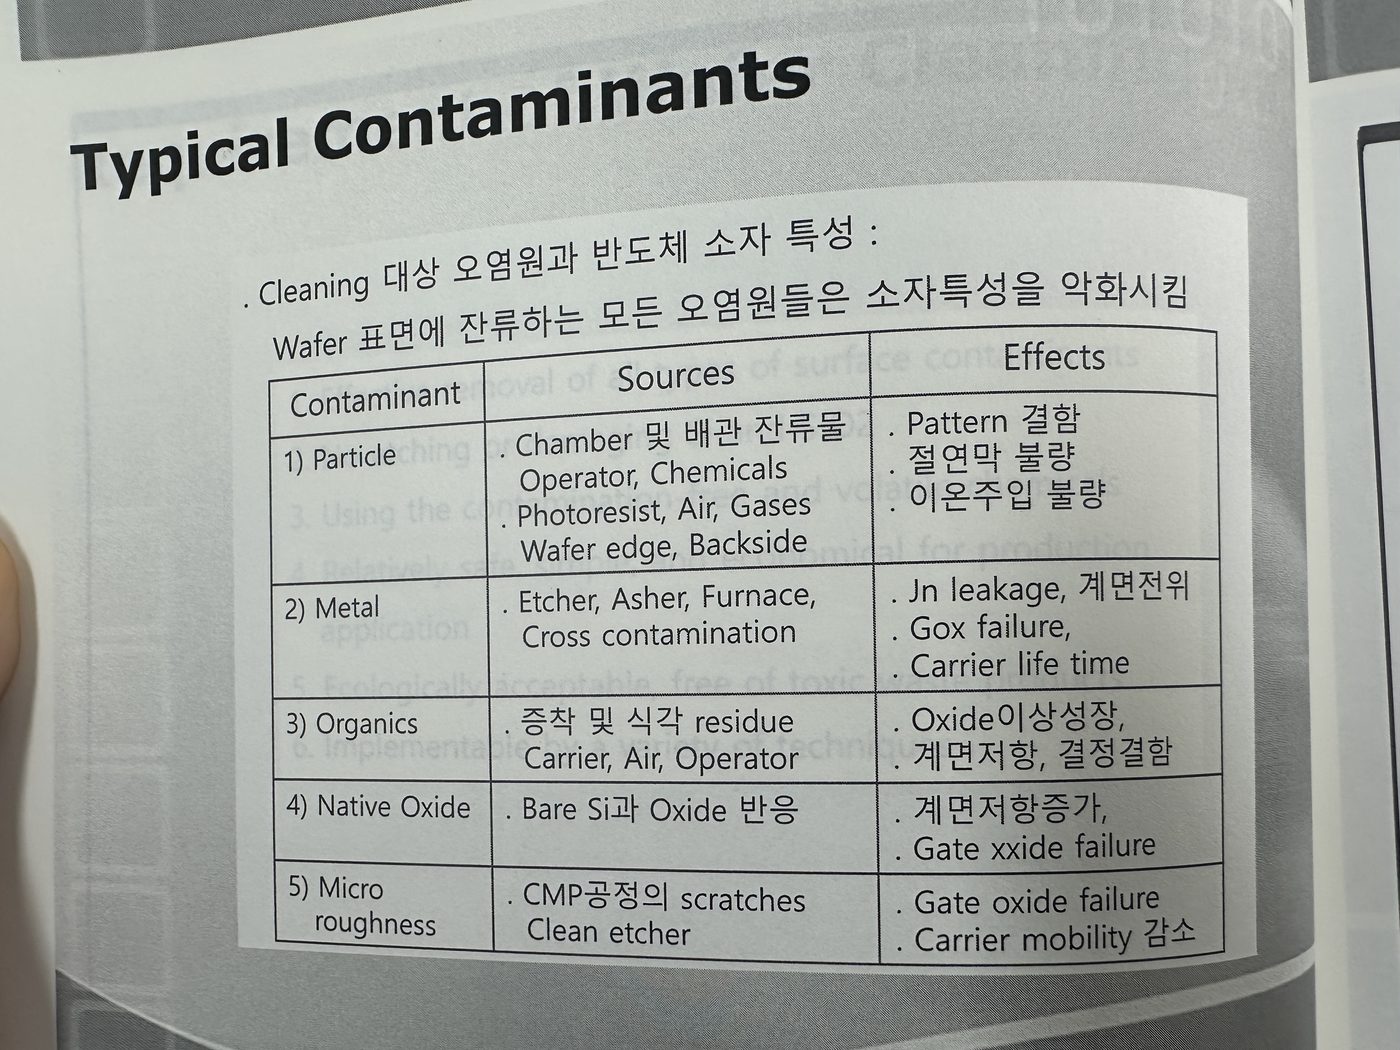 Typical Contaminants
. Cleaning 대상 오염원과 반도체 소자 특성 :
Wafer 표면에 잔류하는 모든 오염원들은 소자특성을 악화시킴
Contaminant
Sources
Effects
1) Particle
. Chamber 및 배관 잔류물
Operator, Chemicals
. Photoresist, Air, Gases
Wafer edge, Backside
. Pattern 결함
. 절연막 불량
. 이온주입 불량
2) Metal
. Etcher, Asher, Furnace,
Cross contamination
. Jn leakage, 계면전위
. Gox failure,
. Carrier life time
3) Organics
. 증착 및 식각 residue
Carrier, Air, Operator
. Oxide이상성장,
. 계면저항, 결정결함
4) Native Oxide
. Bare Si과 Oxide 반응
. 계면저항증가,
. Gate xxide failure
5) Micro
roughness
. CMP공정의 scratches
Clean etcher
. Gate oxide failure
. Carrier mobility 감소